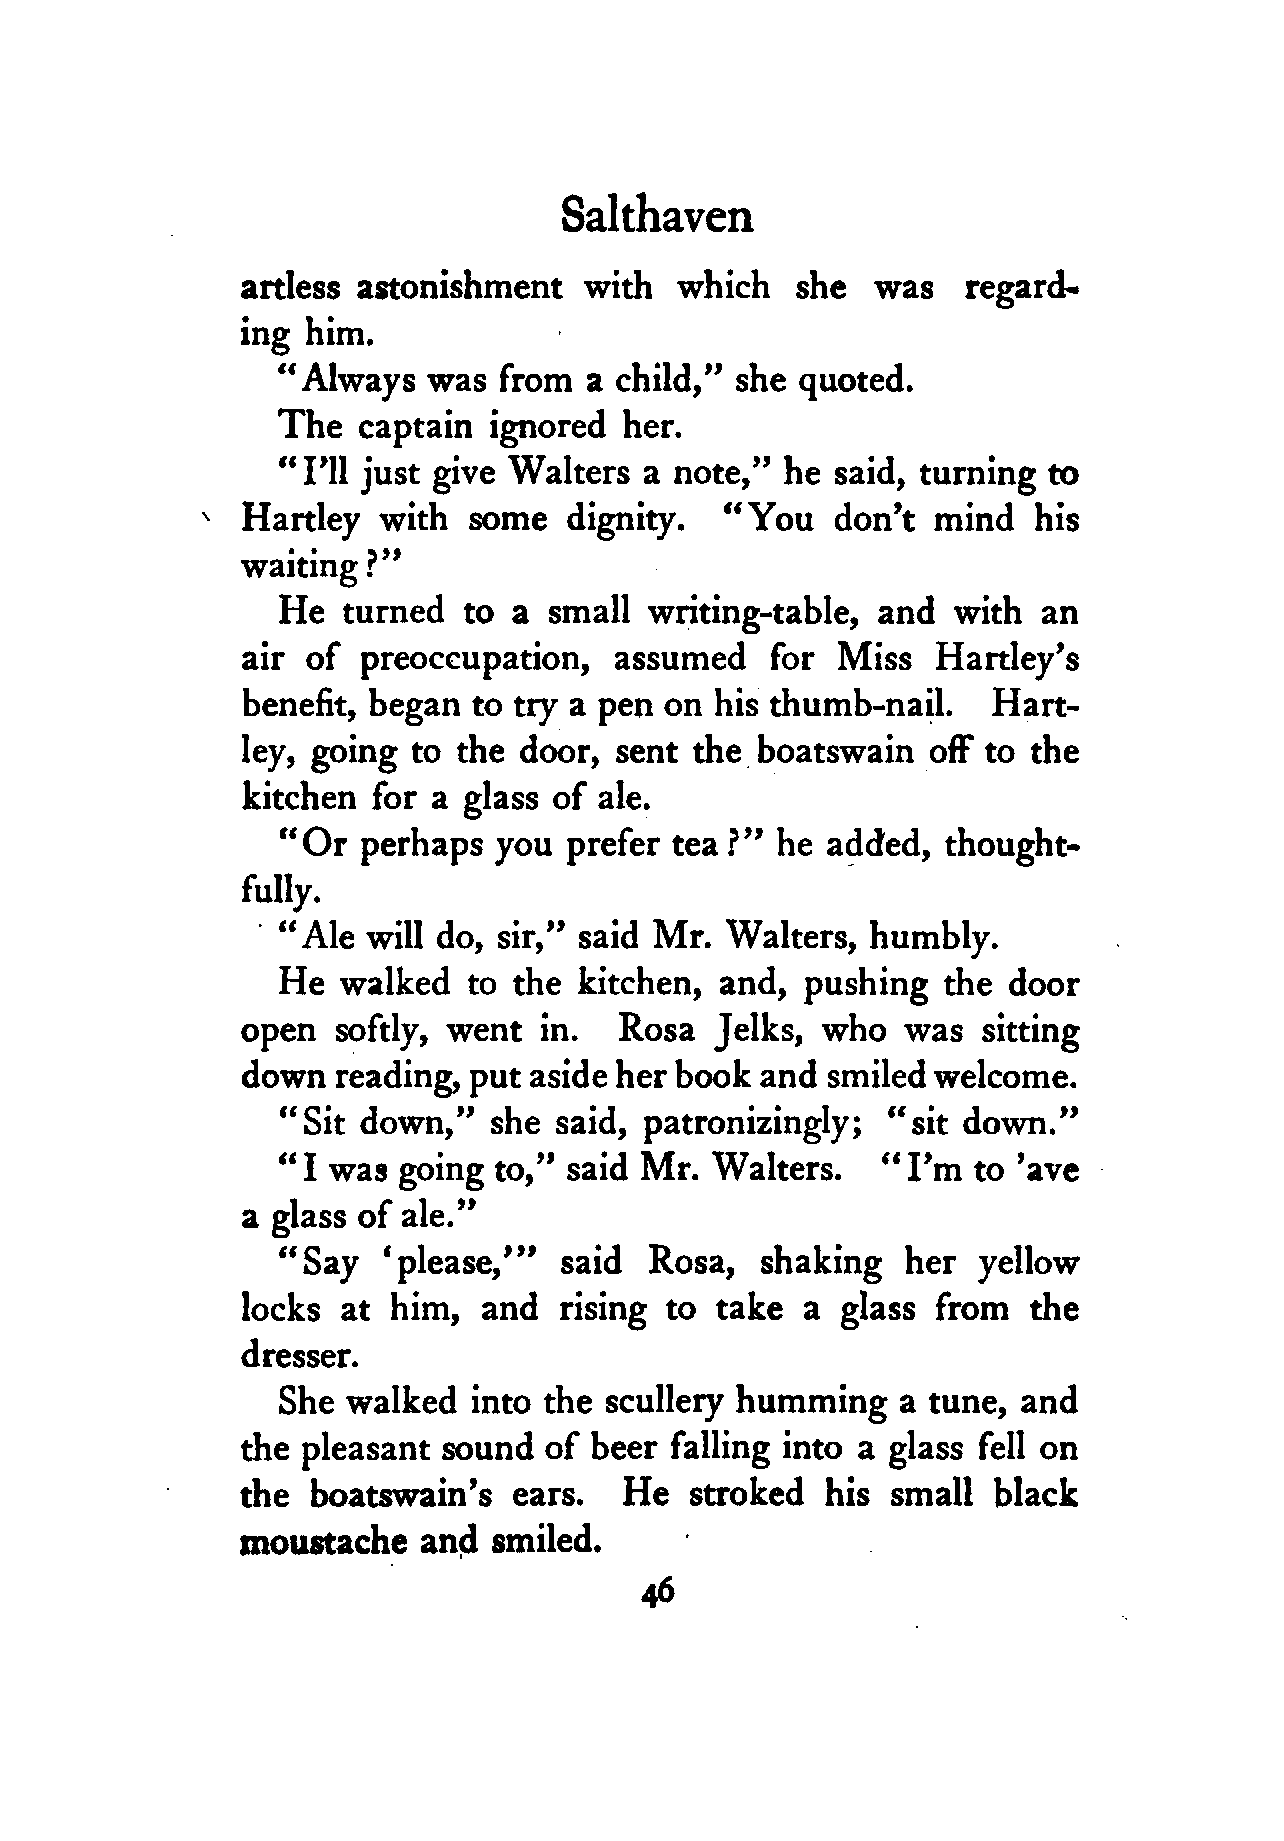 Salthaven
artless astonishment with which she was regard-
ing him.
"Always was from a child," she quoted.
The captain ignored her.
"I'll just give Walters a note," he said, turning to
Hartley with some dignity. "You don't mind his
waiting?"
He turned to a small writing-table, and with an
air of preoccupation, assumed for Miss Hartley's
benefit, began to try a pen on his thumb-nail. Hart-
ley, going to the door, sent the boatswain off to the
kitchen for a glass of ale.
"Or perhaps you prefer tea?" he added, thought-
fully.
"Ale will do, sir," said Mr. Walters, humbly.
He walked to the kitchen, and, pushing the door
open softly, went in. Rosa Jelks, who was sitting
down reading, put aside her book and smiled welcome.
"Sit down," she said, patronizingly; "sit down."
"I was going to," said Mr. Walters. "I'm to 'ave
a glass of ale."
"Say 'please,'" said Rosa, shaking her yellow
locks at him, and rising to take a glass from the
dresser.
She walked into the scullery humming a tune, and
the pleasant sound of beer falling into a glass fell on
the boatswain's ears. He stroked his small black
moustache and smiled.
46